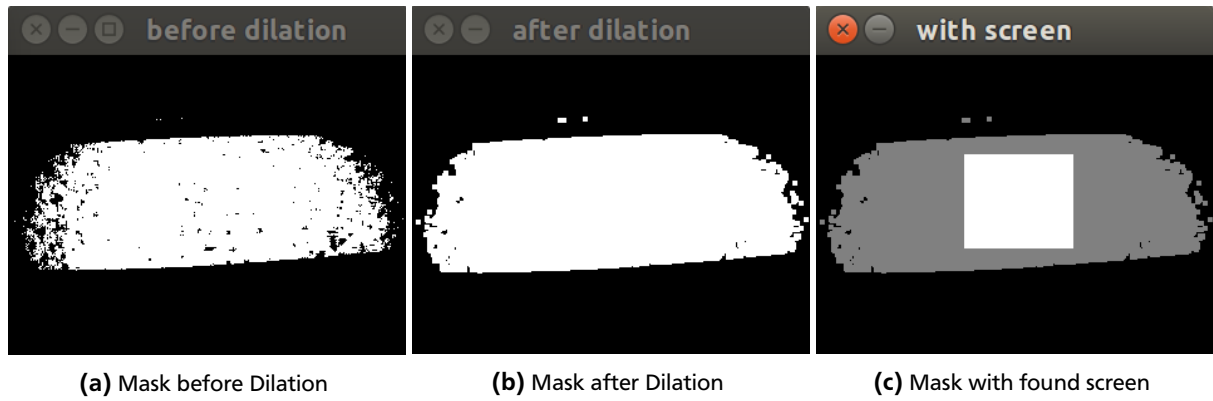 before dilation
after dilation
with screen
(a) Mask before Dilation
(b) Mask after Dilation
(c) Mask with found screen